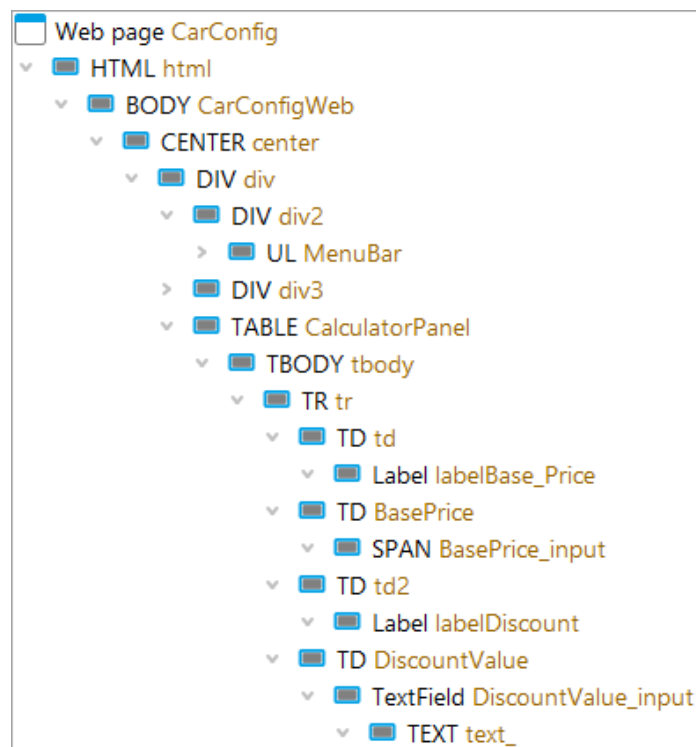 Web page CarConfig
HTML html
BODY CarConfigWeb
CENTER center
DIV div
DIV div2
UL MenuBar
DIV div3
TABLE CalculatorPanel
TBODY tbody
TR tr
TD td
Label labelBase_Price
TD BasePrice
SPAN BasePrice_input
TD td2
Label labelDiscount
TD DiscountValue
TextField DiscountValue_input
TEXT text_